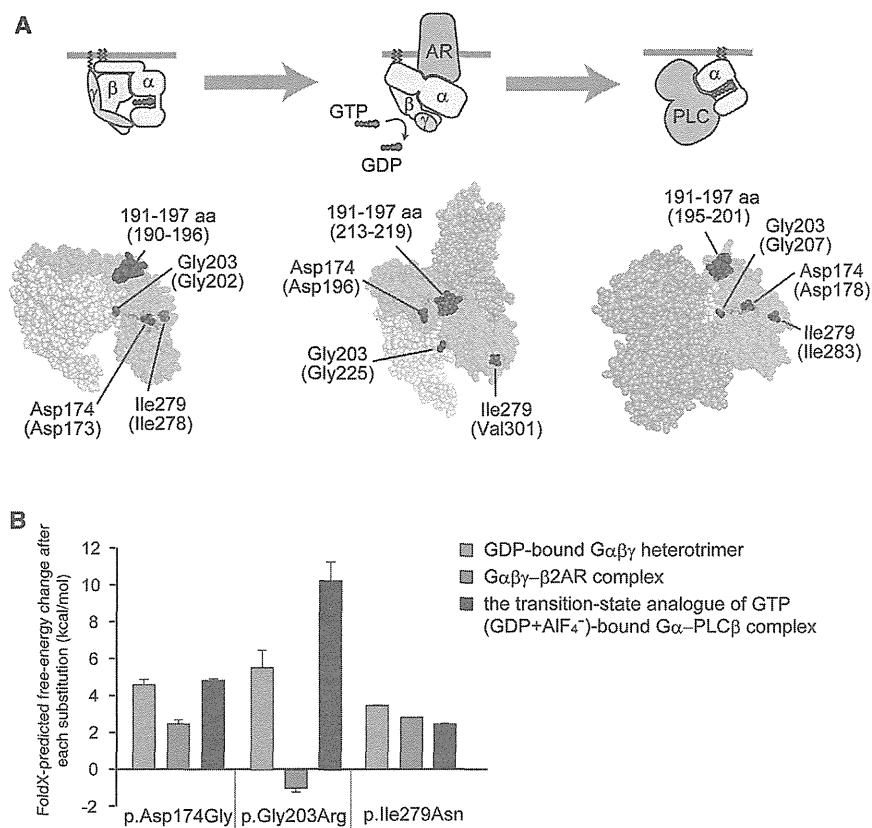 A
AR
γ
β
α
GTP
GDP
β
γ
α
α
PLC
191-197 aa
(190-196)
Gly203
(Gly202)
Asp174
(Asp173)
Ile279
(Ile278)
191-197 aa
(213-219)
Asp174
(Asp196)
Gly203
(Gly225)
Ile279
(Val301)
191-197 aa
(195-201)
Gly203
(Gly207)
Asp174
(Asp178)
Ile279
(Ile283)
B
FoldX-predicted free-energy change after
each substitution (kcal/mol)
12
10
8
6
4
2
0
-2
p.Asp174Gly
p.Gly203Arg
p.Ile279Asn
GDP-bound Gαβγ heterotrimer
Gαβγ–β2AR complex
the transition-state analogue of GTP
(GDP+AlF₄⁻)-bound Gα–PLCβ complex